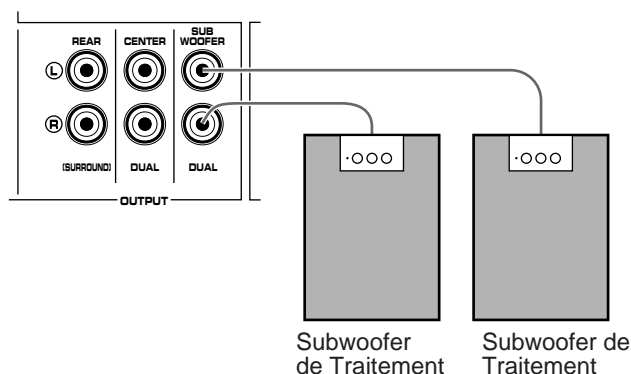 REAR CENTER SUB WOOFER
L
R
(SURROUND) DUAL DUAL
OUTPUT
Subwoofer de Traitement
Subwoofer de Traitement